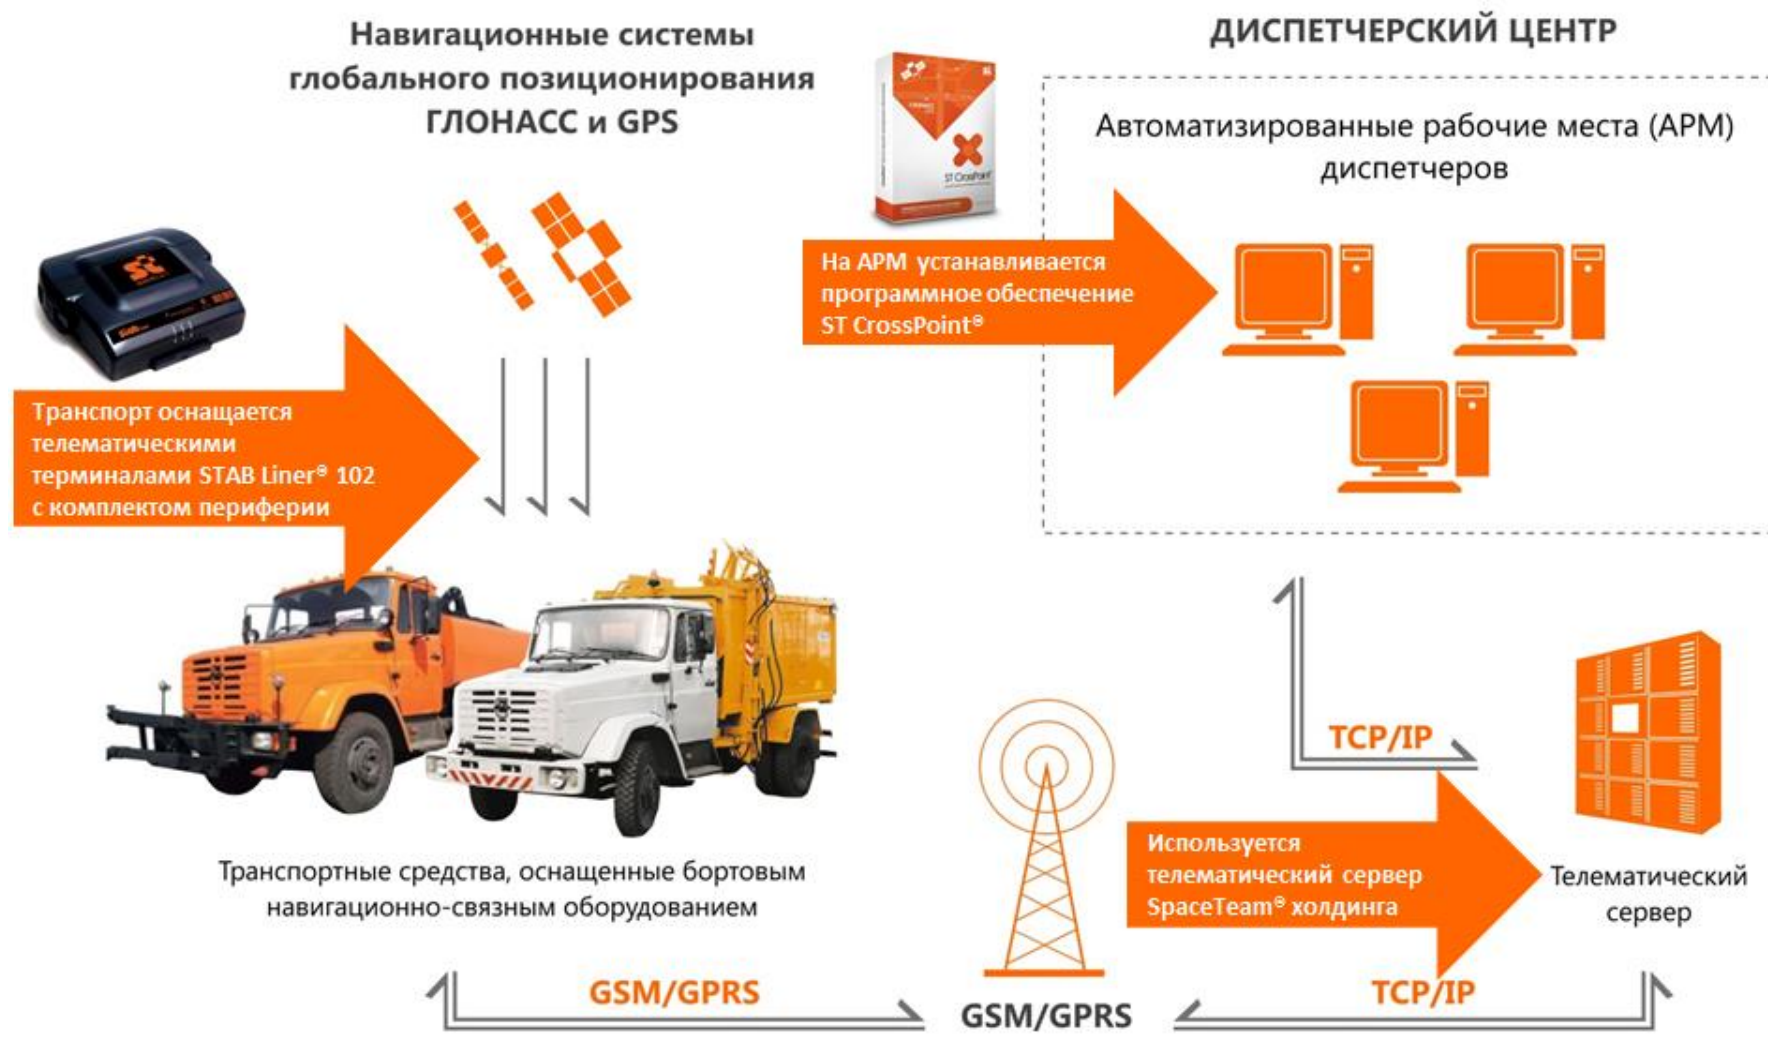 Навигационные системы
глобального позиционирования
ГЛОНАСС и GPS
ДИСПЕТЧЕРСКИЙ ЦЕНТР
Автоматизированные рабочие места (АРМ)
диспетчеров
ST CrossPoint
На АРМ устанавливается
программное обеспечение
ST CrossPoint®
Транспорт оснащается
телематическими
терминалами STAB Liner® 102
с комплектом периферии
Транспортные средства, оснащенные бортовым
навигационно-связным оборудованием
TCP/IP
Используется
телематический сервер
SpaceTeam® холдинга
Телематический
сервер
GSM/GPRS
GSM/GPRS
TCP/IP